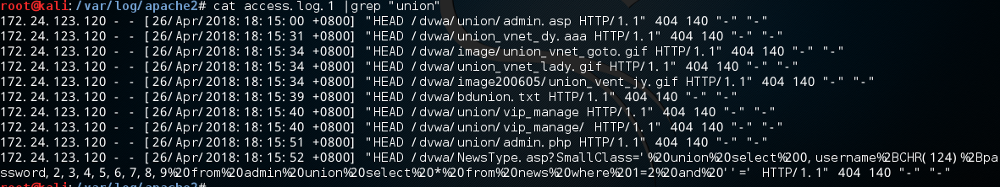 root@kali:/var/log/apache2# cat access.log.1 |grep "union"
172.24.123.120 - - [26/Apr/2018:18:15:00 +0800] "HEAD /dvwa/union/admin.asp HTTP/1.1" 404 140 "-" "-"
172.24.123.120 - - [26/Apr/2018:18:15:31 +0800] "HEAD /dvwa/union_vnet_dy.aaa HTTP/1.1" 404 140 "-" "-"
172.24.123.120 - - [26/Apr/2018:18:15:34 +0800] "HEAD /dvwa/image/union_vnet_goto.gif HTTP/1.1" 404 140 "-" "-"
172.24.123.120 - - [26/Apr/2018:18:15:34 +0800] "HEAD /dvwa/union_vnet_lady.gif HTTP/1.1" 404 140 "-" "-"
172.24.123.120 - - [26/Apr/2018:18:15:34 +0800] "HEAD /dvwa/image200605/union_vent_jy.gif HTTP/1.1" 404 140 "-" "-"
172.24.123.120 - - [26/Apr/2018:18:15:39 +0800] "HEAD /dvwa/bdunion.txt HTTP/1.1" 404 140 "-" "-"
172.24.123.120 - - [26/Apr/2018:18:15:40 +0800] "HEAD /dvwa/union/vip_manage HTTP/1.1" 404 140 "-" "-"
172.24.123.120 - - [26/Apr/2018:18:15:40 +0800] "HEAD /dvwa/union/vip_manage/ HTTP/1.1" 404 140 "-" "-"
172.24.123.120 - - [26/Apr/2018:18:15:51 +0800] "HEAD /dvwa/union/admin.php HTTP/1.1" 404 140 "-" "-"
172.24.123.120 - - [26/Apr/2018:18:15:52 +0800] "HEAD /dvwa/NewsType.asp?SmallClass='%20union%20select%200,username%2BCHR(124)%2Bpa
ssword,2,3,4,5,6,7,8,9%20from%20admin%20union%20select%20*%20from%20news%20where%201=2%20and%20''=' HTTP/1.1" 404 140 "-" "-"